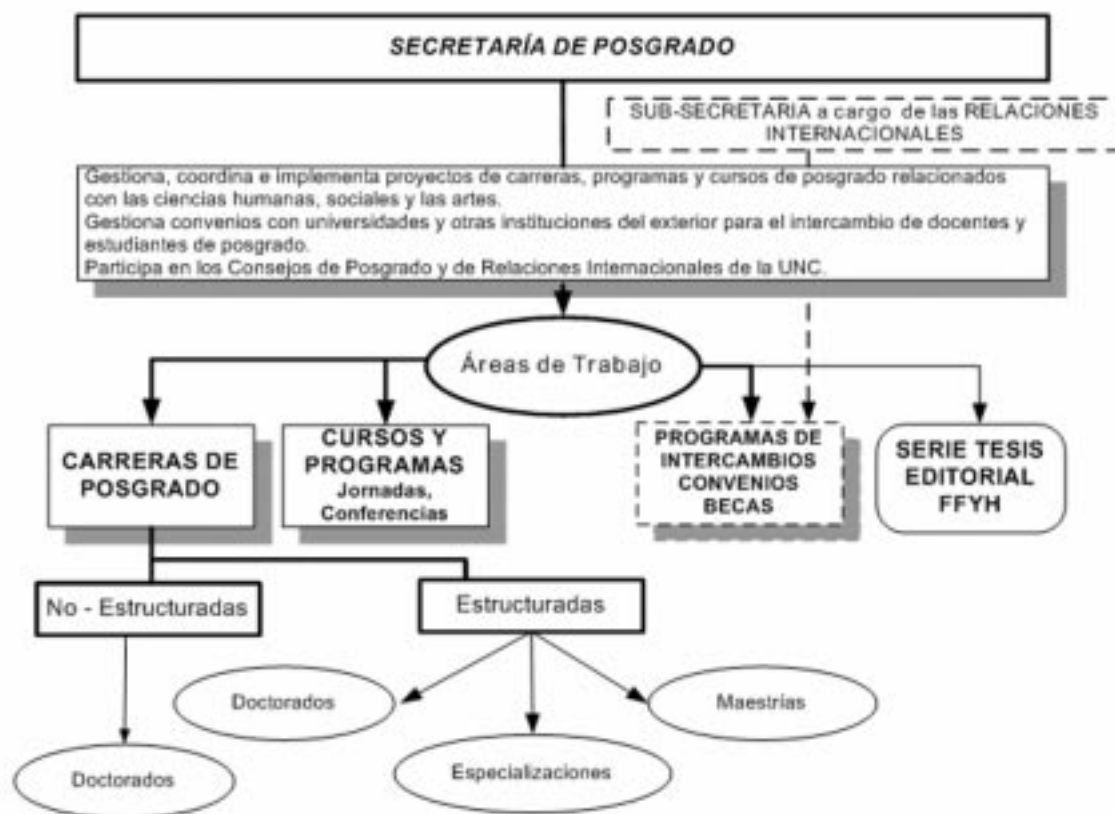 SECRETARÍA DE POSGRADO
SUB-SECRETARIA a cargo de las RELACIONES
INTERNACIONALES
Gestiona, coordina e implementa proyectos de carreras, programas y cursos de posgrado relacionados
con las ciencias humanas, sociales y las artes.
Gestiona convenios con universidades y otras instituciones del exterior para el intercambio de docentes y
estudiantes de posgrado.
Participa en los Consejos de Posgrado y de Relaciones Internacionales de la UNC.
Áreas de Trabajo
CARRERAS DE
POSGRADO
CURSOS Y
PROGRAMAS
Jornadas,
Conferencias
PROGRAMAS DE
INTERCAMBIOS
CONVENIOS
BECAS
SERIE TESIS
EDITORIAL
FFYH
No - Estructuradas
Estructuradas
Doctorados
Maestrías
Doctorados
Especializaciones